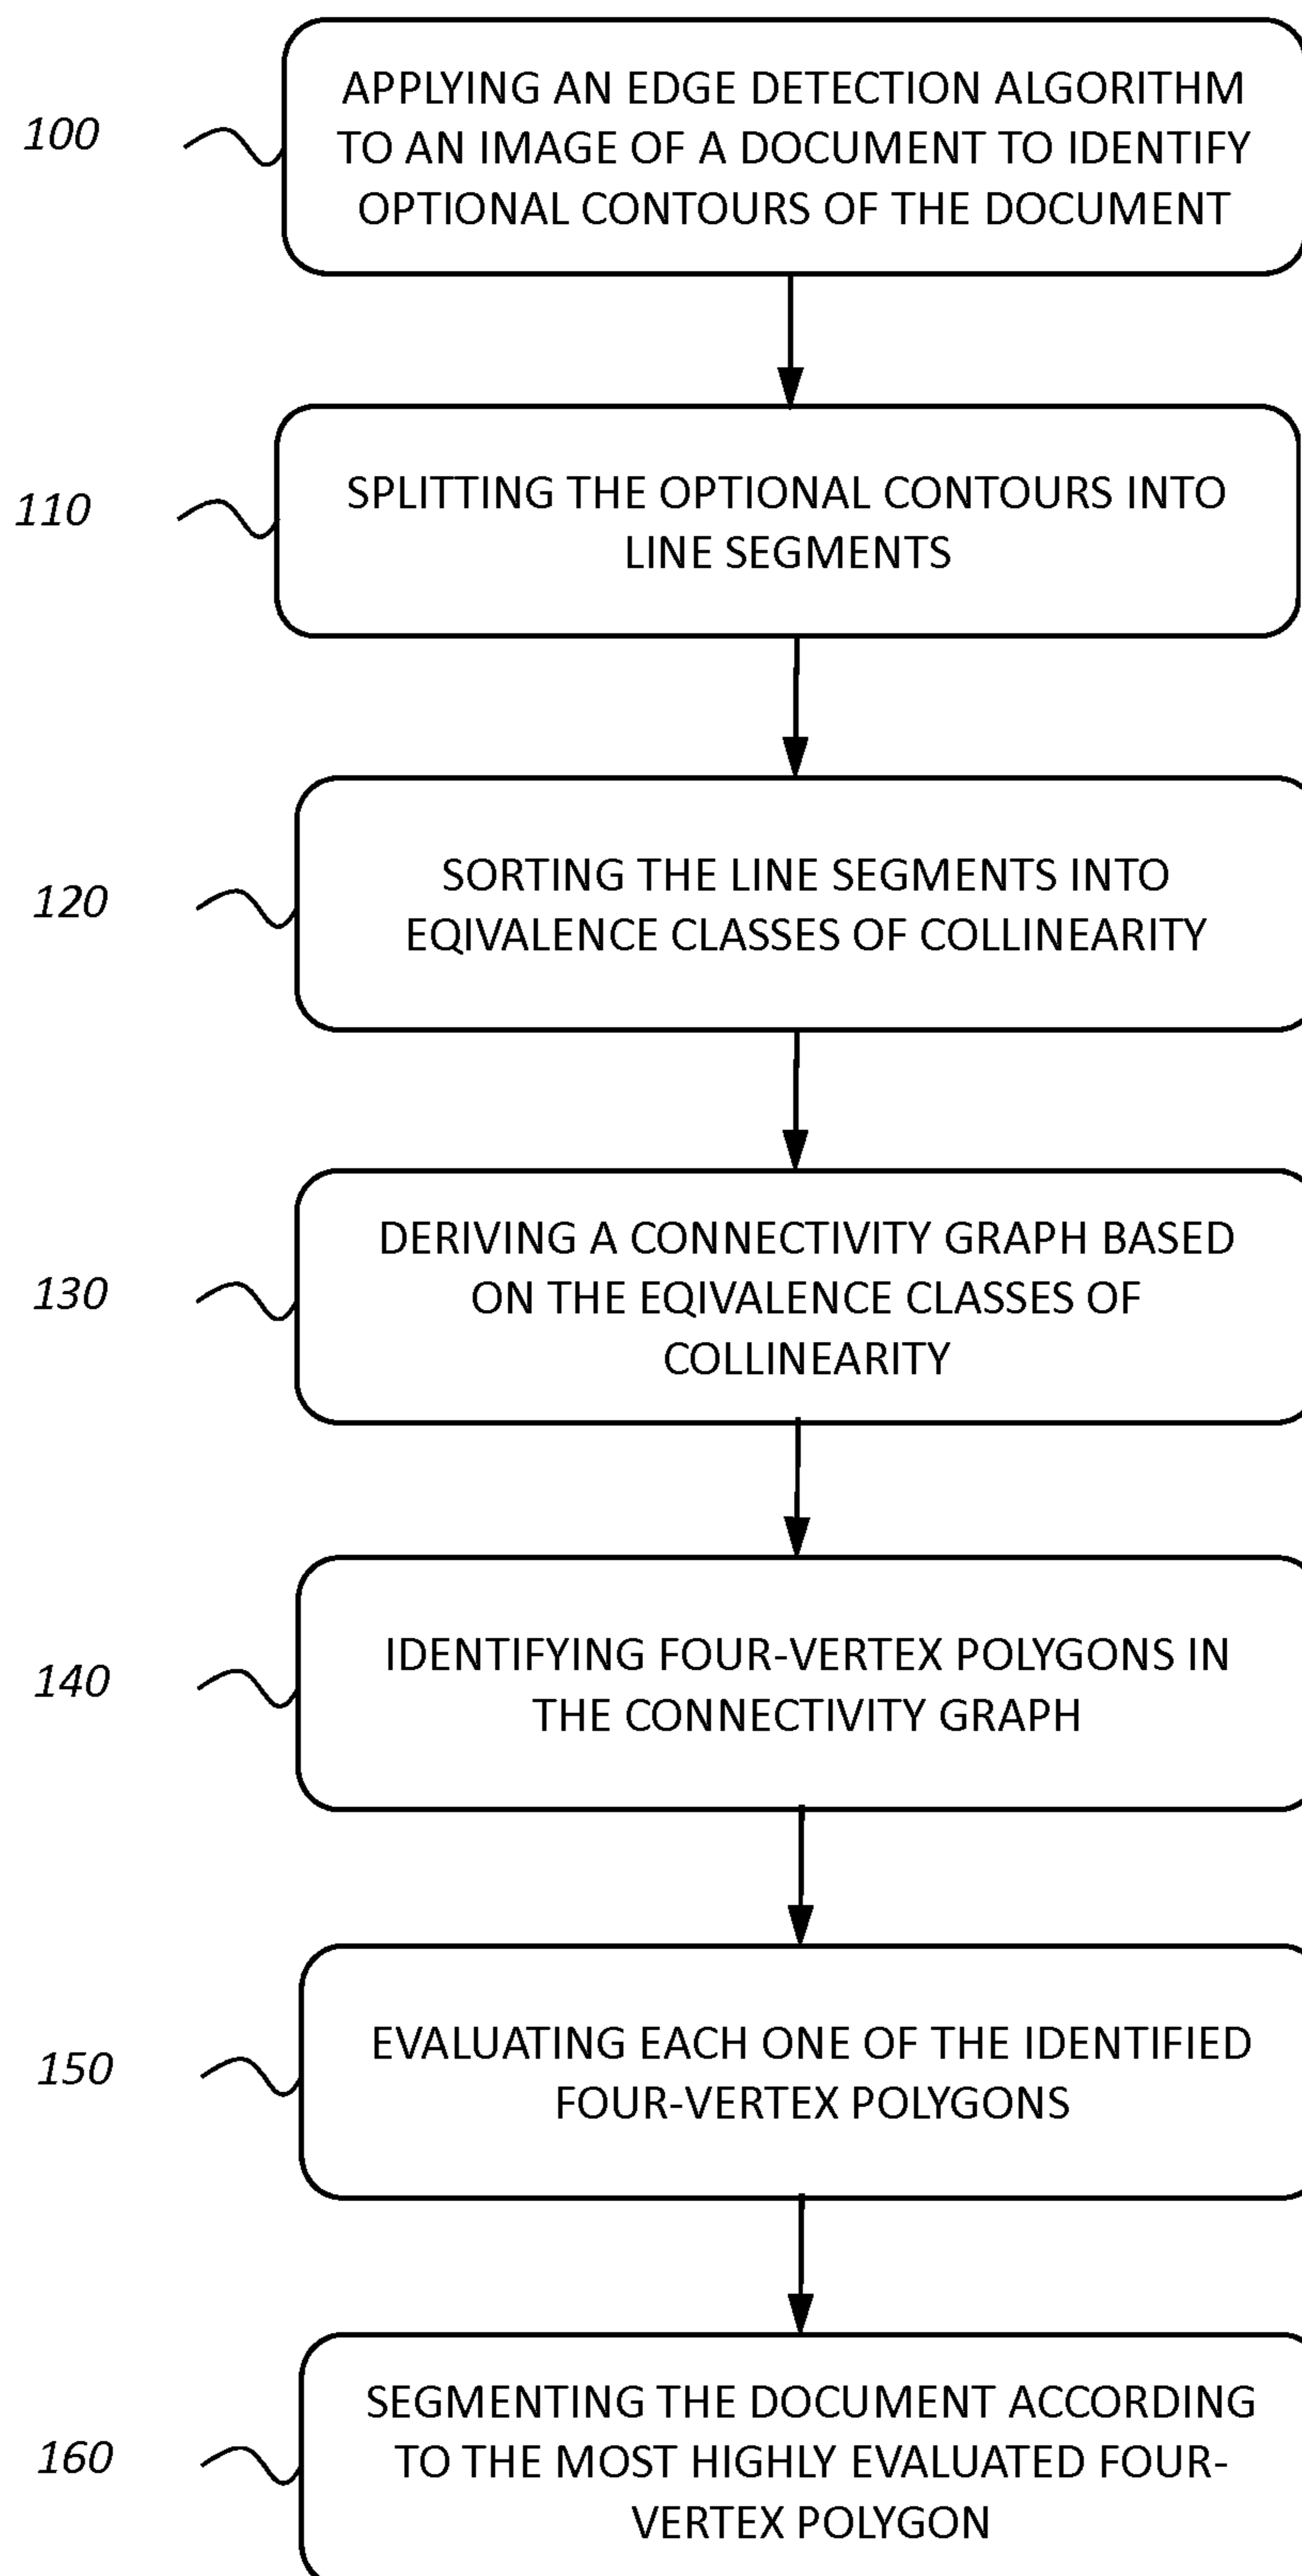 100
APPLYING AN EDGE DETECTION ALGORITHM
TO AN IMAGE OF A DOCUMENT TO IDENTIFY
OPTIONAL CONTOURS OF THE DOCUMENT
110
SPLITTING THE OPTIONAL CONTOURS INTO
LINE SEGMENTS
120
SORTING THE LINE SEGMENTS INTO
EQIVALENCE CLASSES OF COLLINEARITY
130
DERIVING A CONNECTIVITY GRAPH BASED
ON THE EQIVALENCE CLASSES OF
COLLINEARITY
140
IDENTIFYING FOUR-VERTEX POLYGONS IN
THE CONNECTIVITY GRAPH
150
EVALUATING EACH ONE OF THE IDENTIFIED
FOUR-VERTEX POLYGONS
160
SEGMENTING THE DOCUMENT ACCORDING
TO THE MOST HIGHLY EVALUATED FOUR-
VERTEX POLYGON